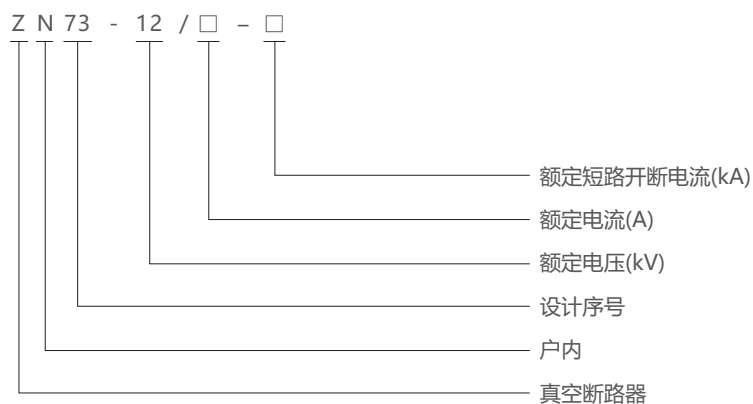 Z N 73 - 12 / □ – □
额定短路开断电流(kA)
额定电流(A)
额定电压(kV)
设计序号
户内
真空断路器